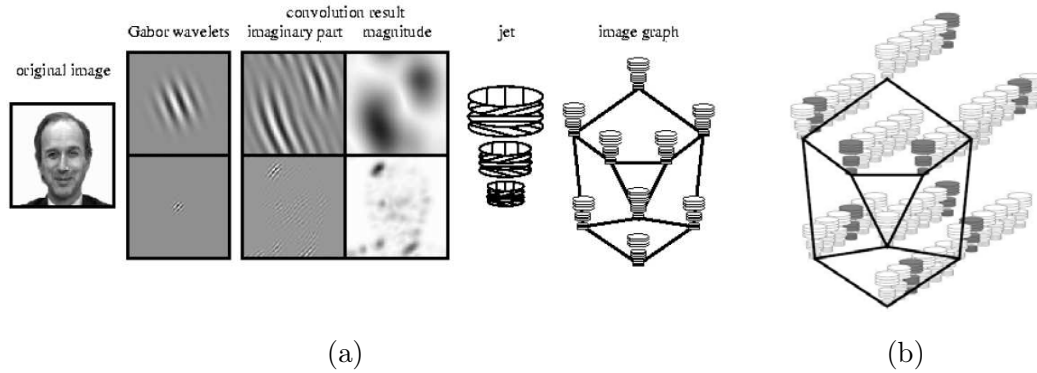 convolution result
Gabor wavelets imaginary part magnitude jet image graph
original image
(a) (b)